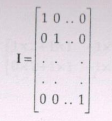 1 0 . . 0
0 1 . . 0
I = . . .
. . .
0 0 . . 1